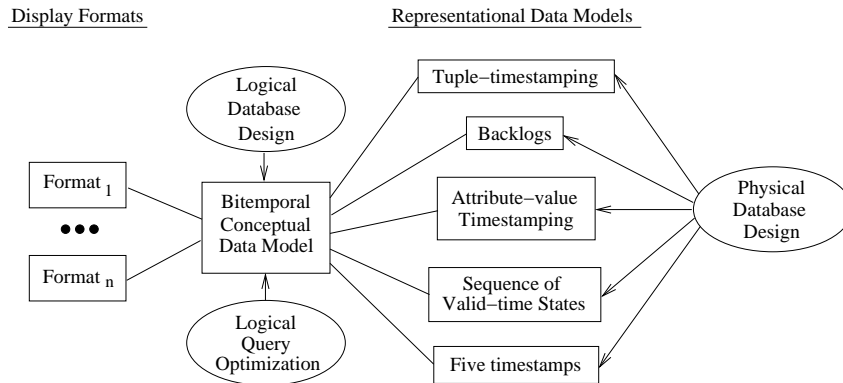 Display Formats
Representational Data Models
Tuple−timestamping
Logical
Database
Design
Backlogs
Format 1
Bitemporal
Conceptual
Data Model
Attribute−value
Timestamping
Physical
Database
Design
Format n
Sequence of
Valid−time States
Logical
Query
Optimization
Five timestamps